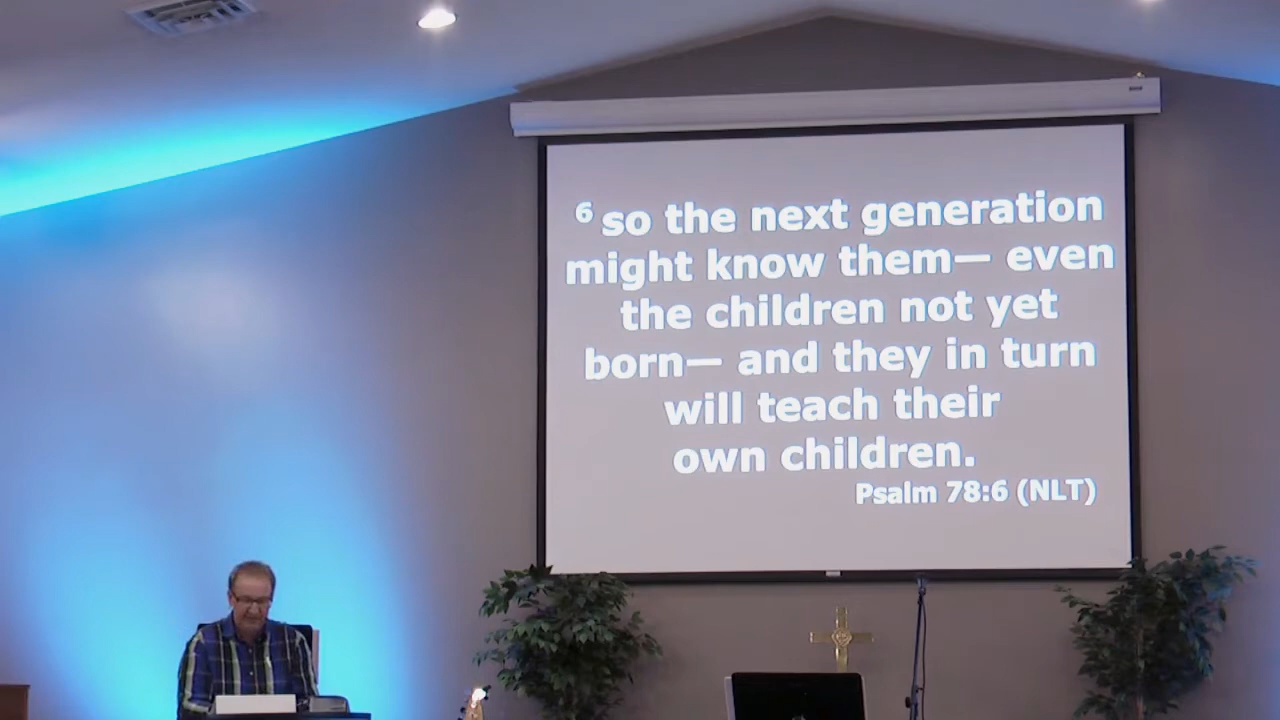 6 so the next generation
might know them— even
the children not yet
born— and they in turn
will teach their
own children.
Psalm 78:6 (NLT)